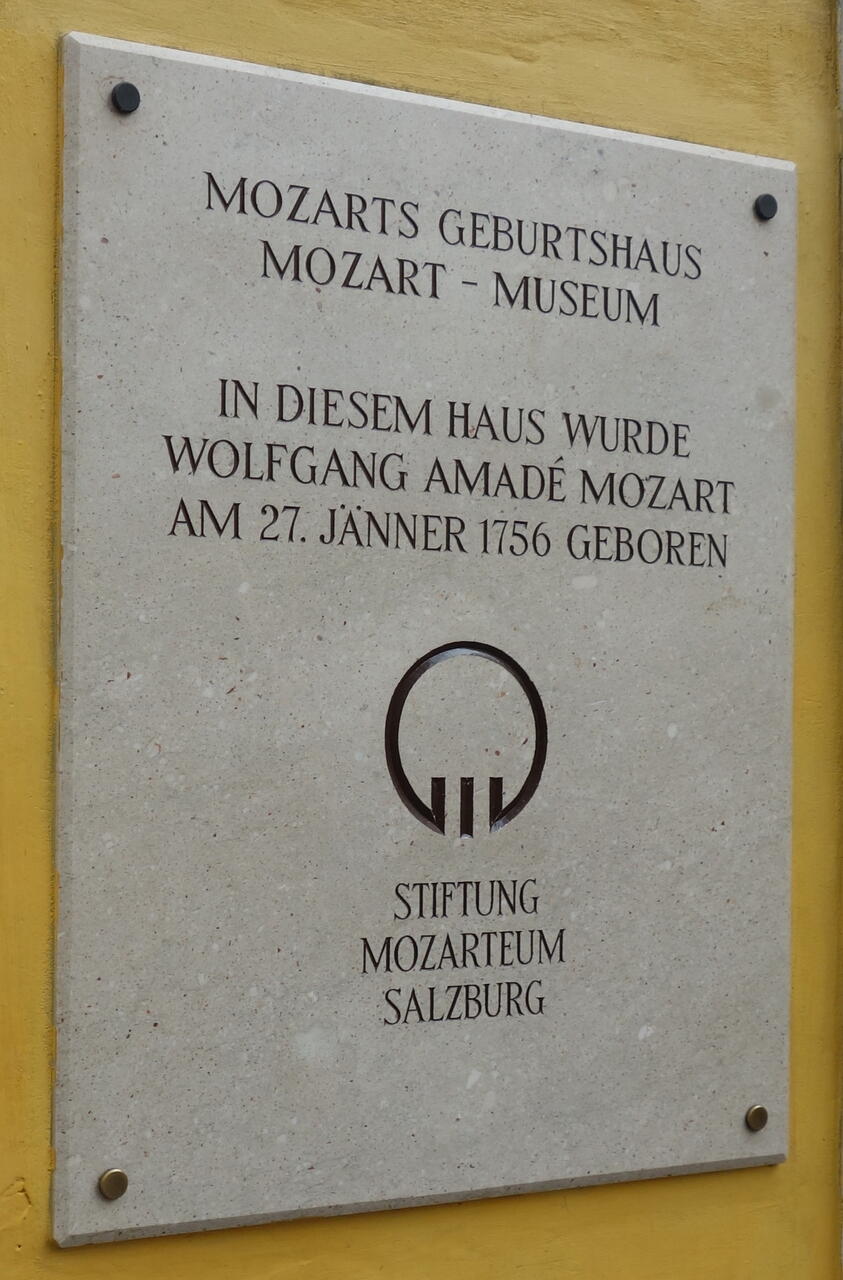 MOZARTS GEBURTSHAUS
MOZART - MUSEUM
IN DIESEM HAUS WURDE
WOLFGANG AMADÉ MOZART
AM 27. JÄNNER 1756 GEBOREN
STIFTUNG
MOZARTEUM
SALZBURG